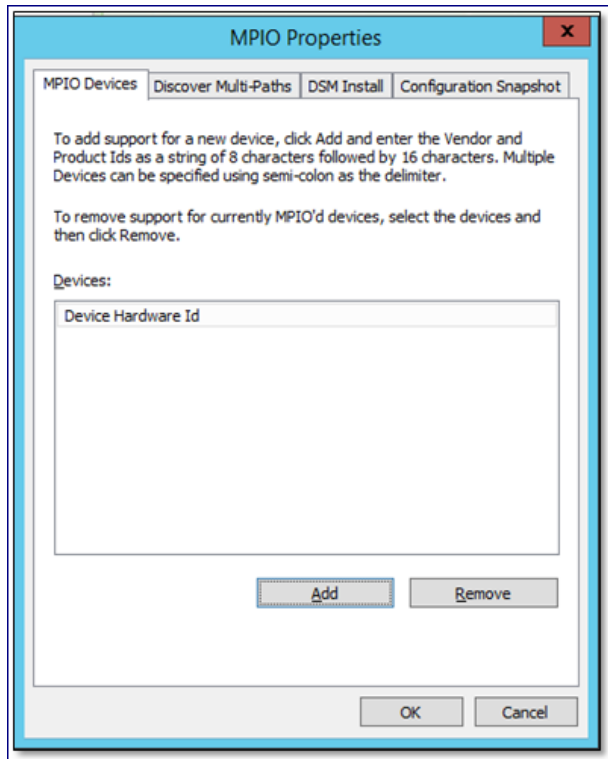 MPIO Properties
x
MPIO Devices
Discover Multi-Paths
DSM Install
Configuration Snapshot
To add support for a new device, click Add and enter the Vendor and
Product Ids as a string of 8 characters followed by 16 characters. Multiple
Devices can be specified using semi-colon as the delimiter.
To remove support for currently MPIO'd devices, select the devices and
then click Remove.
Devices:
Device Hardware Id
Add
Remove
OK
Cancel